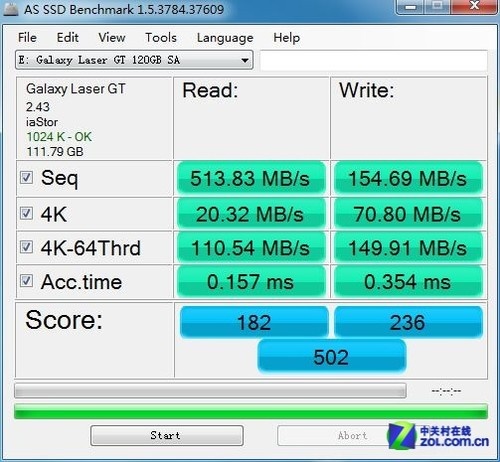 AS SSD Benchmark 1.5.3784.37609
File Edit View Tools Language Help
E: Galaxy Laser GT 120GB SA
Galaxy Laser GT
2.43
iaStor
1024 K - OK
111.79 GB
Read:
Write:
Seq 513.83 MB/s 154.69 MB/s
4K 20.32 MB/s 70.80 MB/s
4K-64Thrd 110.54 MB/s 149.91 MB/s
Acc.time 0.157 ms 0.354 ms
Score: 182 236
502
--:--:--
Start Abort
中关村在线
ZOL.com.cn